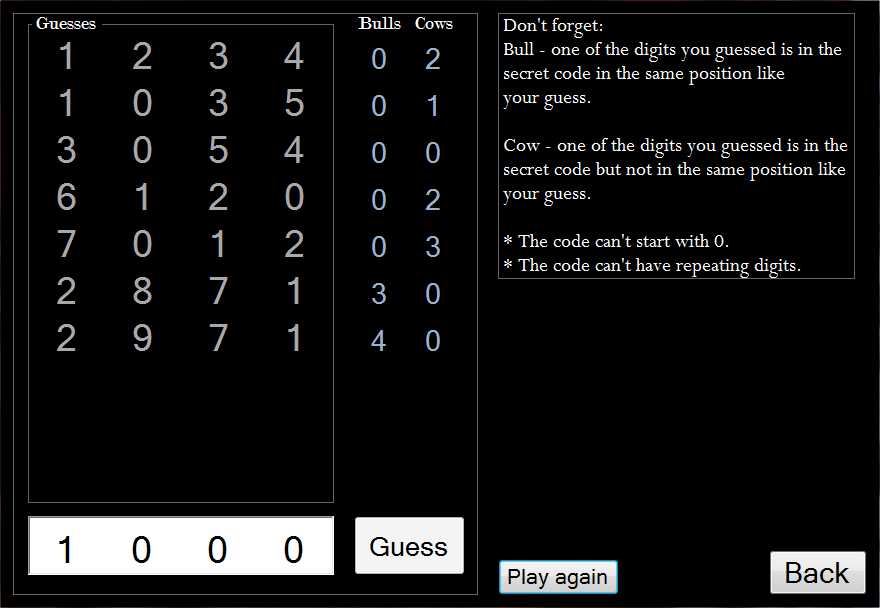 Guesses Bulls Cows
1 2 3 4 0 2
1 0 3 5 0 1
3 0 5 4 0 0
6 1 2 0 0 2
7 0 1 2 0 3
2 8 7 1 3 0
2 9 7 1 4 0
1 0 0 0 Guess
Don't forget:
Bull - one of the digits you guessed is in the
secret code in the same position like
your guess.
Cow - one of the digits you guessed is in the
secret code but not in the same position like
your guess.
* The code can't start with 0.
* The code can't have repeating digits.
Play again
Back